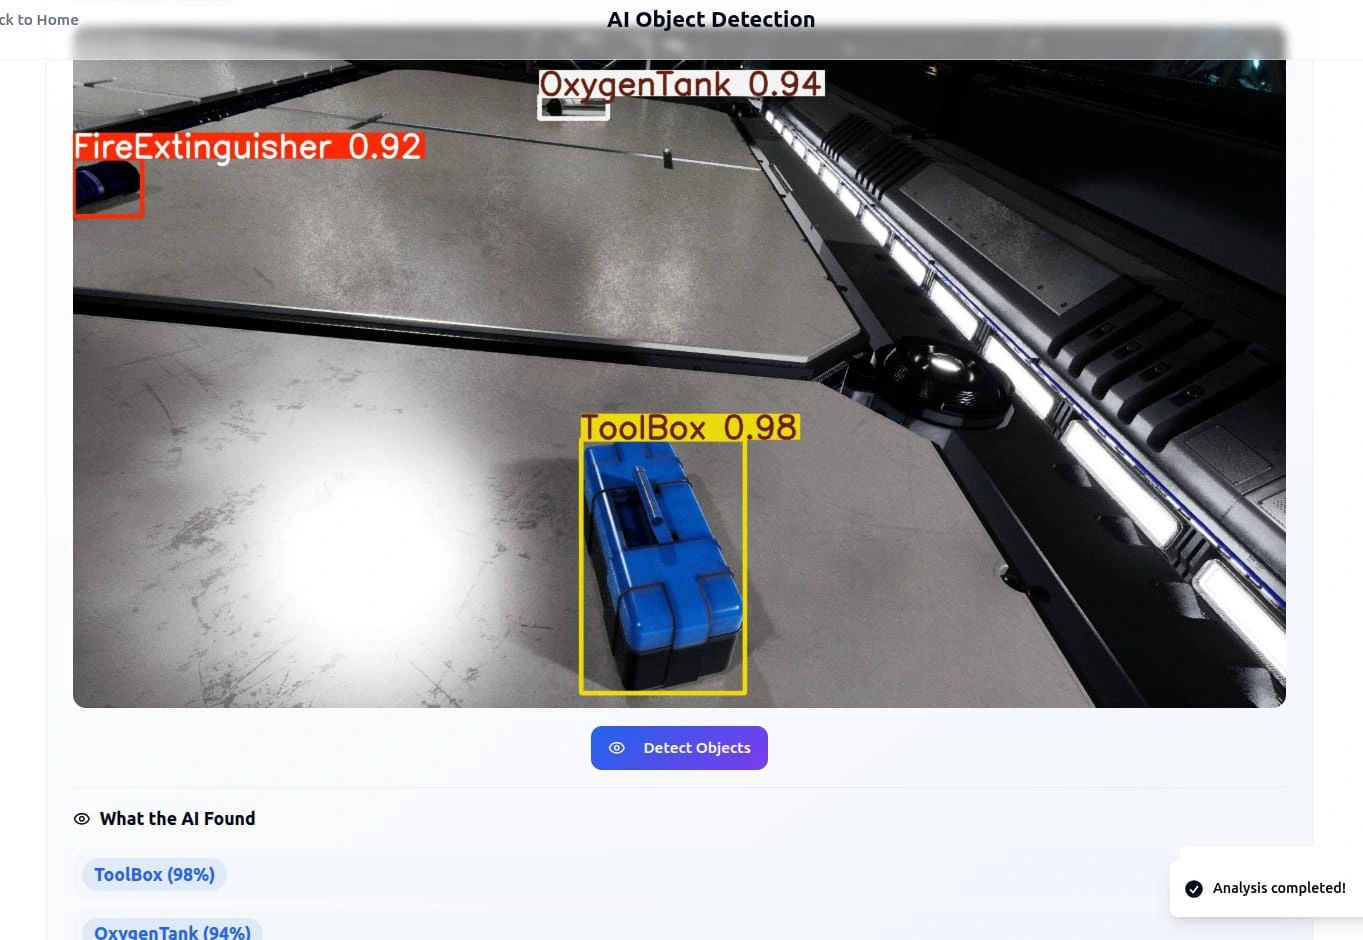 ck to Home
AI Object Detection
OxygenTank 0.94
FireExtinguisher 0.92
ToolBox 0.98
Detect Objects
What the AI Found
ToolBox (98%)
Analysis completed!
OxygenTank (94%)